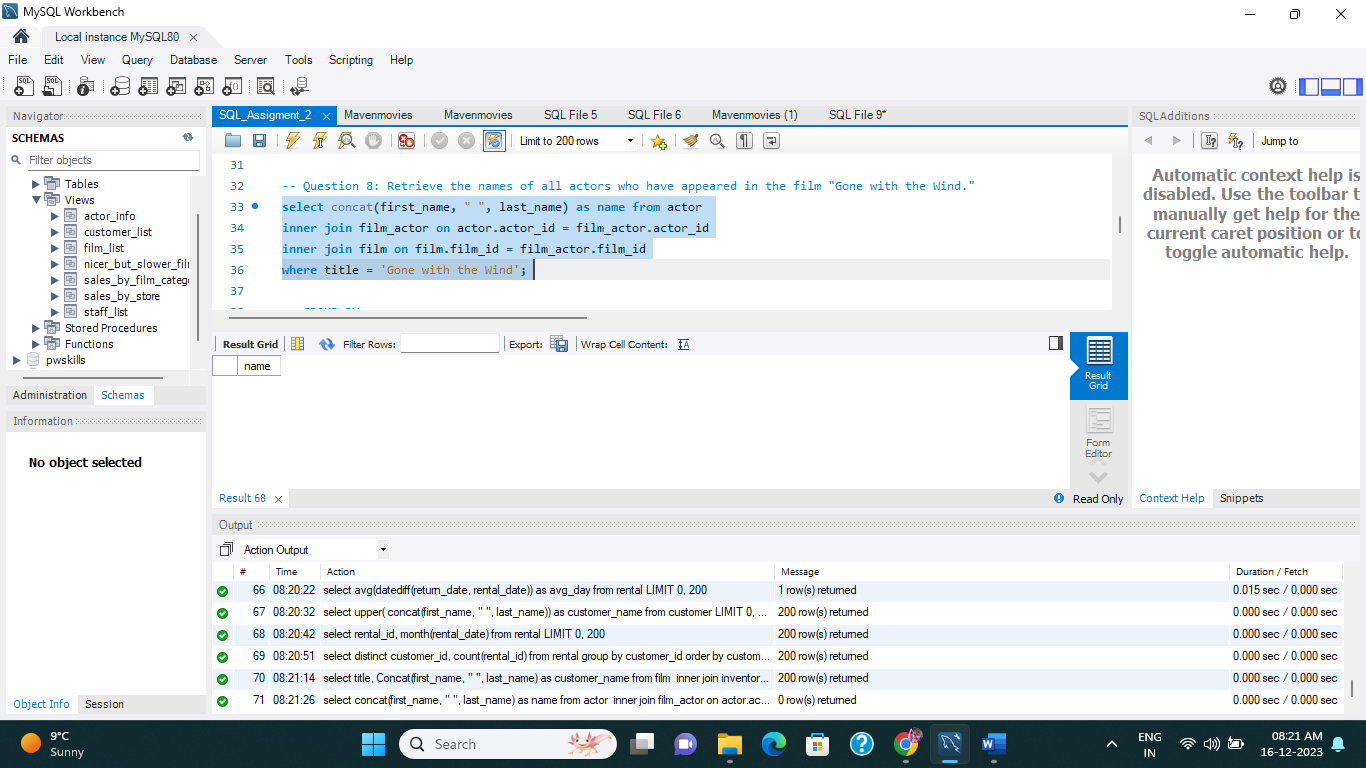 MySQL Workbench
Local instance MySQL80
File Edit View Query Database Server Tools Scripting Help
Navigator
SCHEMAS
Filter objects
Tables
Views
actor_info
customer_list
film_list
nicer_but_slower_film
sales_by_film_catego
sales_by_store
staff_list
Stored Procedures
Functions
pwskills
Administration Schemas
Information
No object selected
Object Info Session
SQL_Assigment_2 Mavenmovies Mavenmovies SQL File 5 SQL File 6 Mavenmovies (1) SQL File 9*
Limit to 200 rows
31
32 -- Question 8: Retrieve the names of all actors who have appeared in the film "Gone with the Wind."
33 select concat(first_name, " ", last_name) as name from actor
34 inner join film_actor on actor.actor_id = film_actor.actor_id
35 inner join film on film.film_id = film_actor.film_id
36 where title = 'Gone with the Wind';
37
Result Grid Filter Rows: Export: Wrap Cell Content:
name
Result Grid
Form Editor
Result 68
Read Only
SQLAdditions
Jump to
Automatic context help is
disabled. Use the toolbar t
manually get help for the
current caret position or to
toggle automatic help.
Context Help Snippets
Output
Action Output
# Time Action Message Duration / Fetch
66 08:20:22 select avg(datediff(return_date, rental_date)) as avg_day from rental LIMIT 0, 200 1 row(s) returned 0.015 sec / 0.000 sec
67 08:20:32 select upper( concat(first_name, " ", last_name)) as customer_name from customer LIMIT 0, ... 200 row(s) returned 0.000 sec / 0.000 sec
68 08:20:42 select rental_id, month(rental_date) from rental LIMIT 0, 200 200 row(s) returned 0.000 sec / 0.000 sec
69 08:20:51 select distinct customer_id, count(rental_id) from rental group by customer_id order by custom... 200 row(s) returned 0.000 sec / 0.000 sec
70 08:21:14 select title, Concat(first_name, " ", last_name) as customer_name from film inner join inventor... 200 row(s) returned 0.000 sec / 0.000 sec
71 08:21:26 select concat(first_name, " ", last_name) as name from actor inner join film_actor on actor.ac... 0 row(s) returned 0.000 sec / 0.000 sec
9°C
Sunny
Search
ENG
IN
08:21 AM
16-12-2023